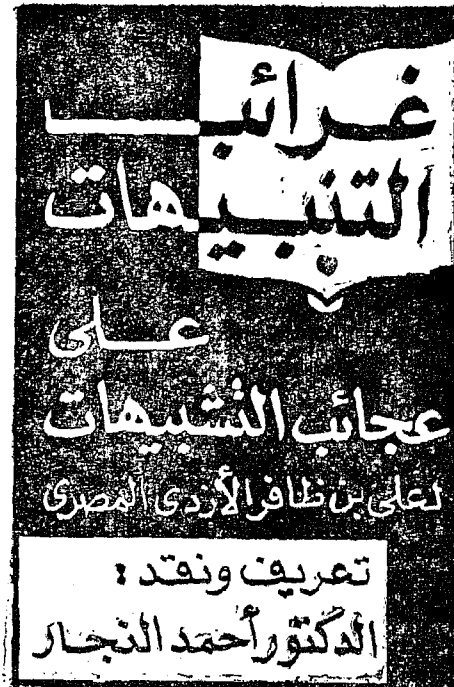 غرائب
التنبيهات
على
عجائب التشبيهات
لعلى بن ظافر الأزدى المصرى
تعريف ونقد :
الدكتور أحمد النجار